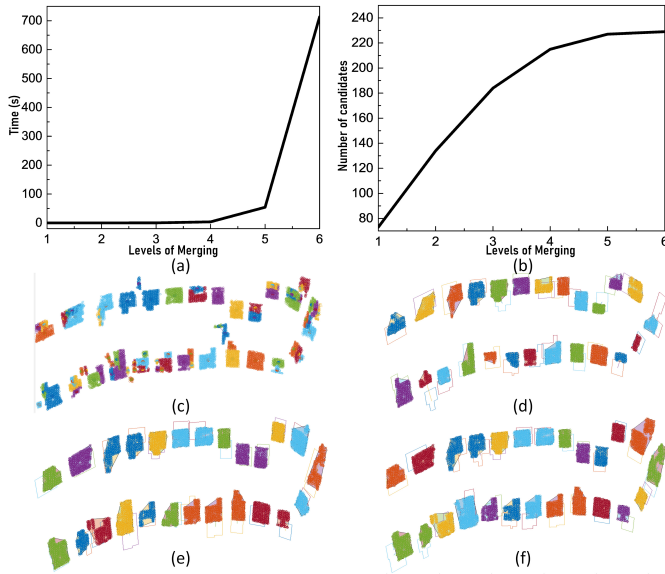 700
600
500
400
300
200
100
0
Time (s)
1 2 3 4 5 6
Levels of Merging
(a)
240
220
200
180
160
140
120
100
80
Number of candidates
1 2 3 4 5 6
Levels of Merging
(b)
(c)
(d)
(e)
(f)